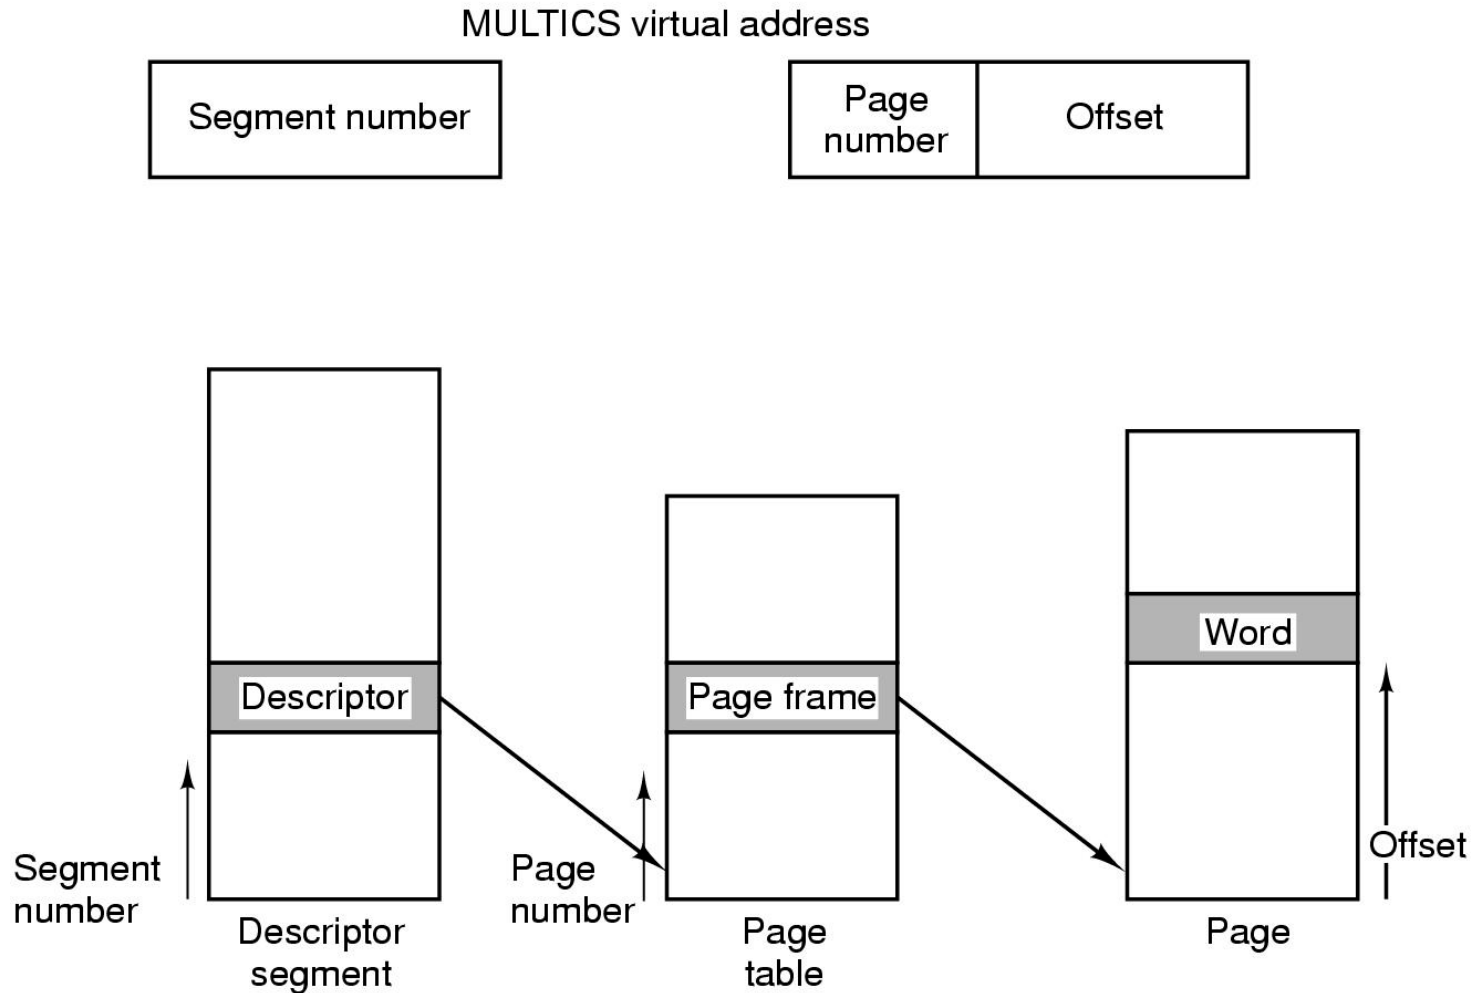 MULTICS virtual address
Segment number
Page
number
Offset
Descriptor
Page frame
Word
Segment
number
Page
number
Offset
Descriptor
segment
Page
table
Page